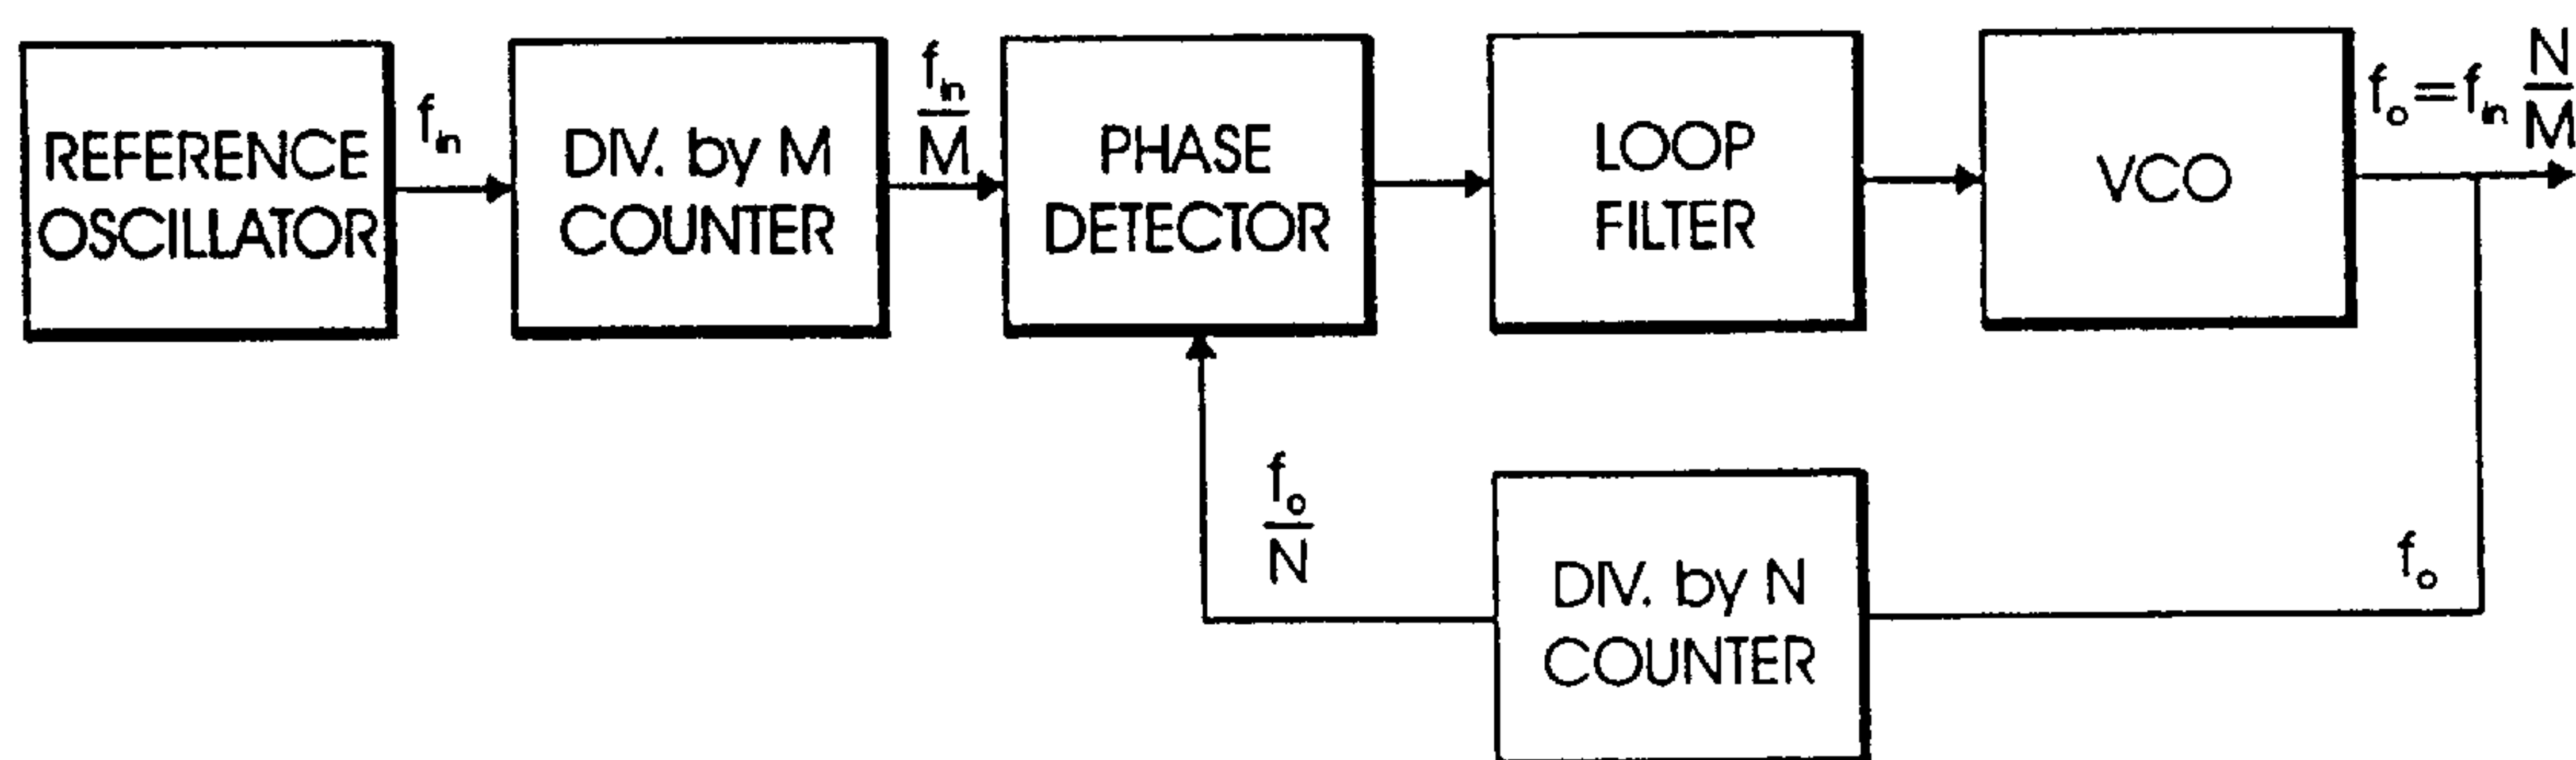 REFERENCE
OSCILLATOR
f_in
DIV. by M
COUNTER
f_in
M
PHASE
DETECTOR
LOOP
FILTER
VCO
f_o=f_in N
M
f_o
N
DIV. by N
COUNTER
f_o